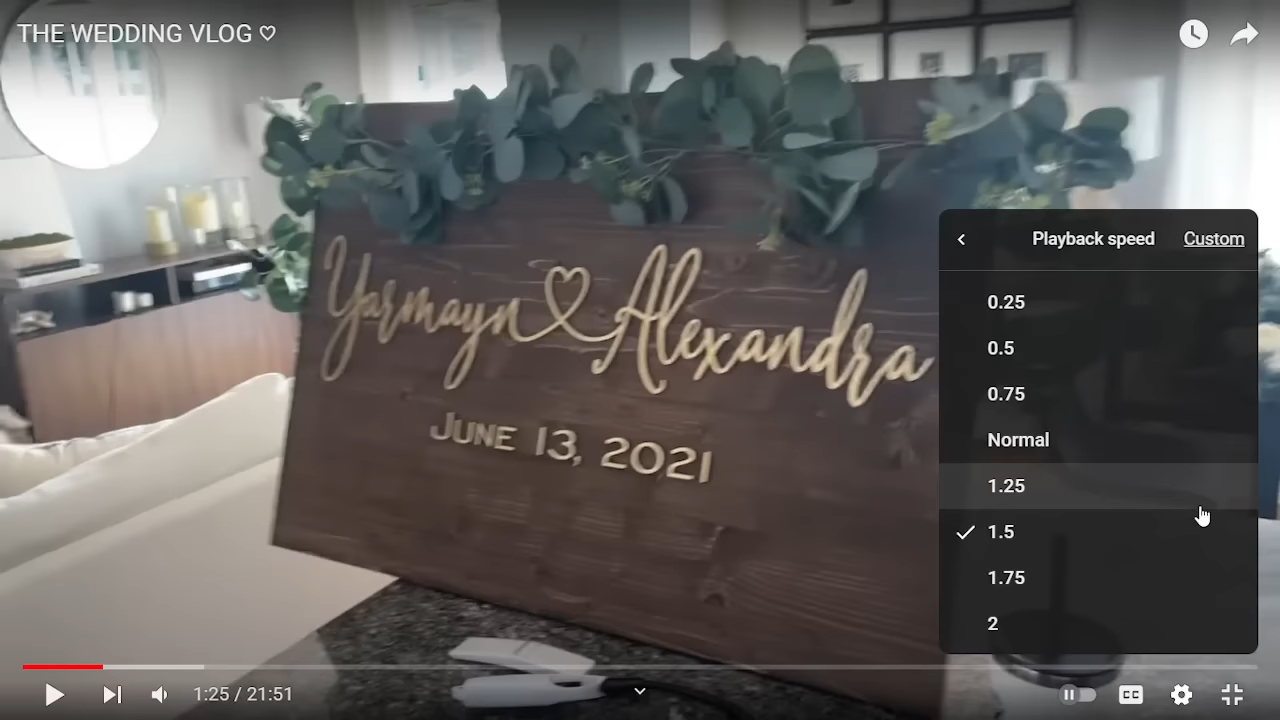 THE WEDDING VLOG ♡
Yarmayn Alexandra
JUNE 13, 2021
Playback speed Custom
0.25
0.5
0.75
Normal
1.25
1.5
1.75
2
1:25 / 21:51
CC